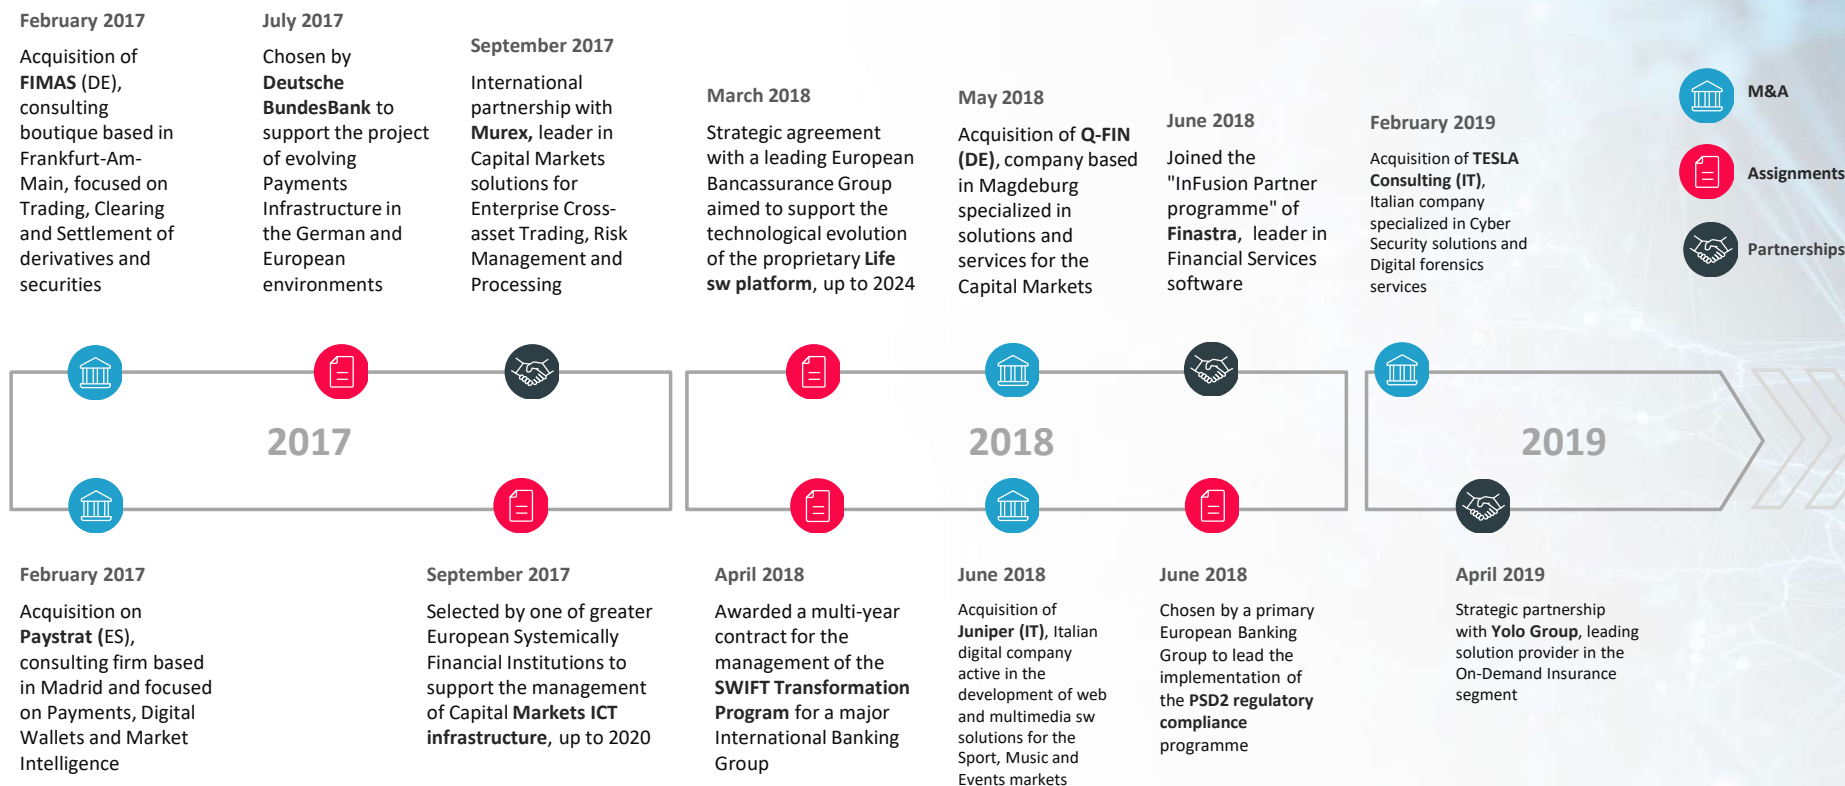 February 2017
Acquisition of
FIMAS (DE),
consulting
boutique based in
Frankfurt-Am-
Main, focused on
Trading, Clearing
and Settlement of
derivatives and
securities
July 2017
Chosen by
Deutsche
BundesBank to
support the project
of evolving
Payments
Infrastructure in
the German and
European
environments
September 2017
International
partnership with
Murex, leader in
Capital Markets
solutions for
Enterprise Cross-
asset Trading, Risk
Management and
Processing
March 2018
Strategic agreement
with a leading European
Bancassurance Group
aimed to support the
technological evolution
of the proprietary Life
sw platform, up to 2024
May 2018
Acquisition of Q-FIN
(DE), company based
in Magdeburg
specialized in
solutions and
services for the
Capital Markets
June 2018
Joined the
"InFusion Partner
programme" of
Finastra, leader in
Financial Services
software
February 2019
Acquisition of TESLA
Consulting (IT),
Italian company
specialized in Cyber
Security solutions and
Digital forensics
services
M&A
Assignments
Partnerships
2017
2018
2019
February 2017
Acquisition on
Paystrat (ES),
consulting firm based
in Madrid and focused
on Payments, Digital
Wallets and Market
Intelligence
September 2017
Selected by one of greater
European Systemically
Financial Institutions to
support the management
of Capital Markets ICT
infrastructure, up to 2020
April 2018
Awarded a multi-year
contract for the
management of the
SWIFT Transformation
Program for a major
International Banking
Group
June 2018
Acquisition of
Juniper (IT), Italian
digital company
active in the
development of web
and multimedia sw
solutions for the
Sport, Music and
Events markets
June 2018
Chosen by a primary
European Banking
Group to lead the
implementation of
the PSD2 regulatory
compliance
programme
April 2019
Strategic partnership
with Yolo Group, leading
solution provider in the
On-Demand Insurance
segment